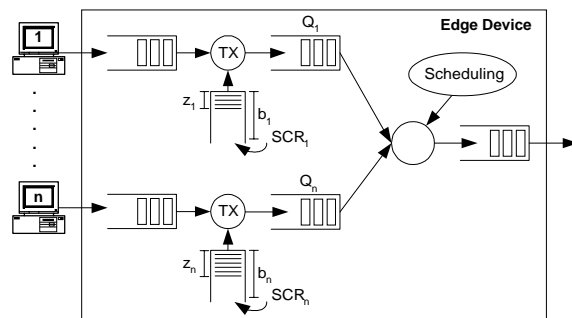 Edge Device
1
TX
Q1
Scheduling
z1
b1
SCR1
n
TX
Qn
zn
bn
SCRn